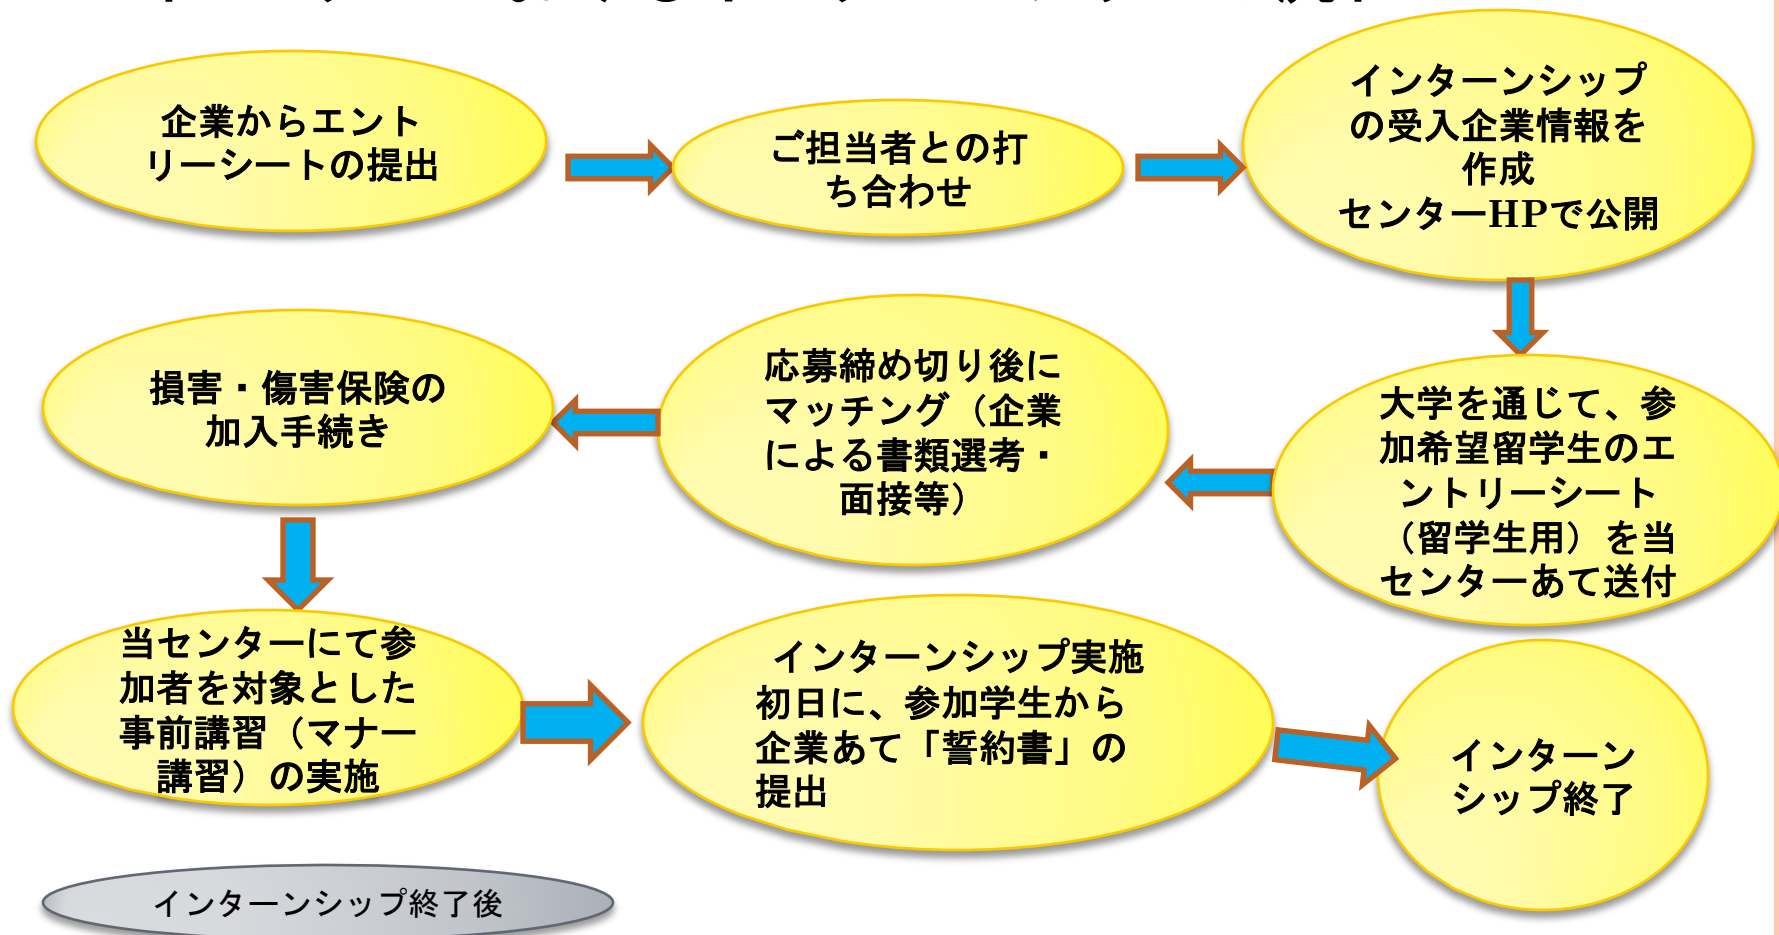 企業からエント
リーシートの提出
ご担当者との打
ち合わせ
インターンシップ
の受入企業情報を
作成
センターHPで公開
大学を通じて、参
加希望留学生のエ
ントリーシート
（留学生用）を当
センターあて送付
応募締め切り後に
マッチング（企業
による書類選考・
面接等）
損害・傷害保険の
加入手続き
当センターにて参
加者を対象とした
事前講習（マナー
講習）の実施
インターンシップ実施
初日に、参加学生から
企業あて「誓約書」の
提出
インターン
シップ終了
インターンシップ終了後